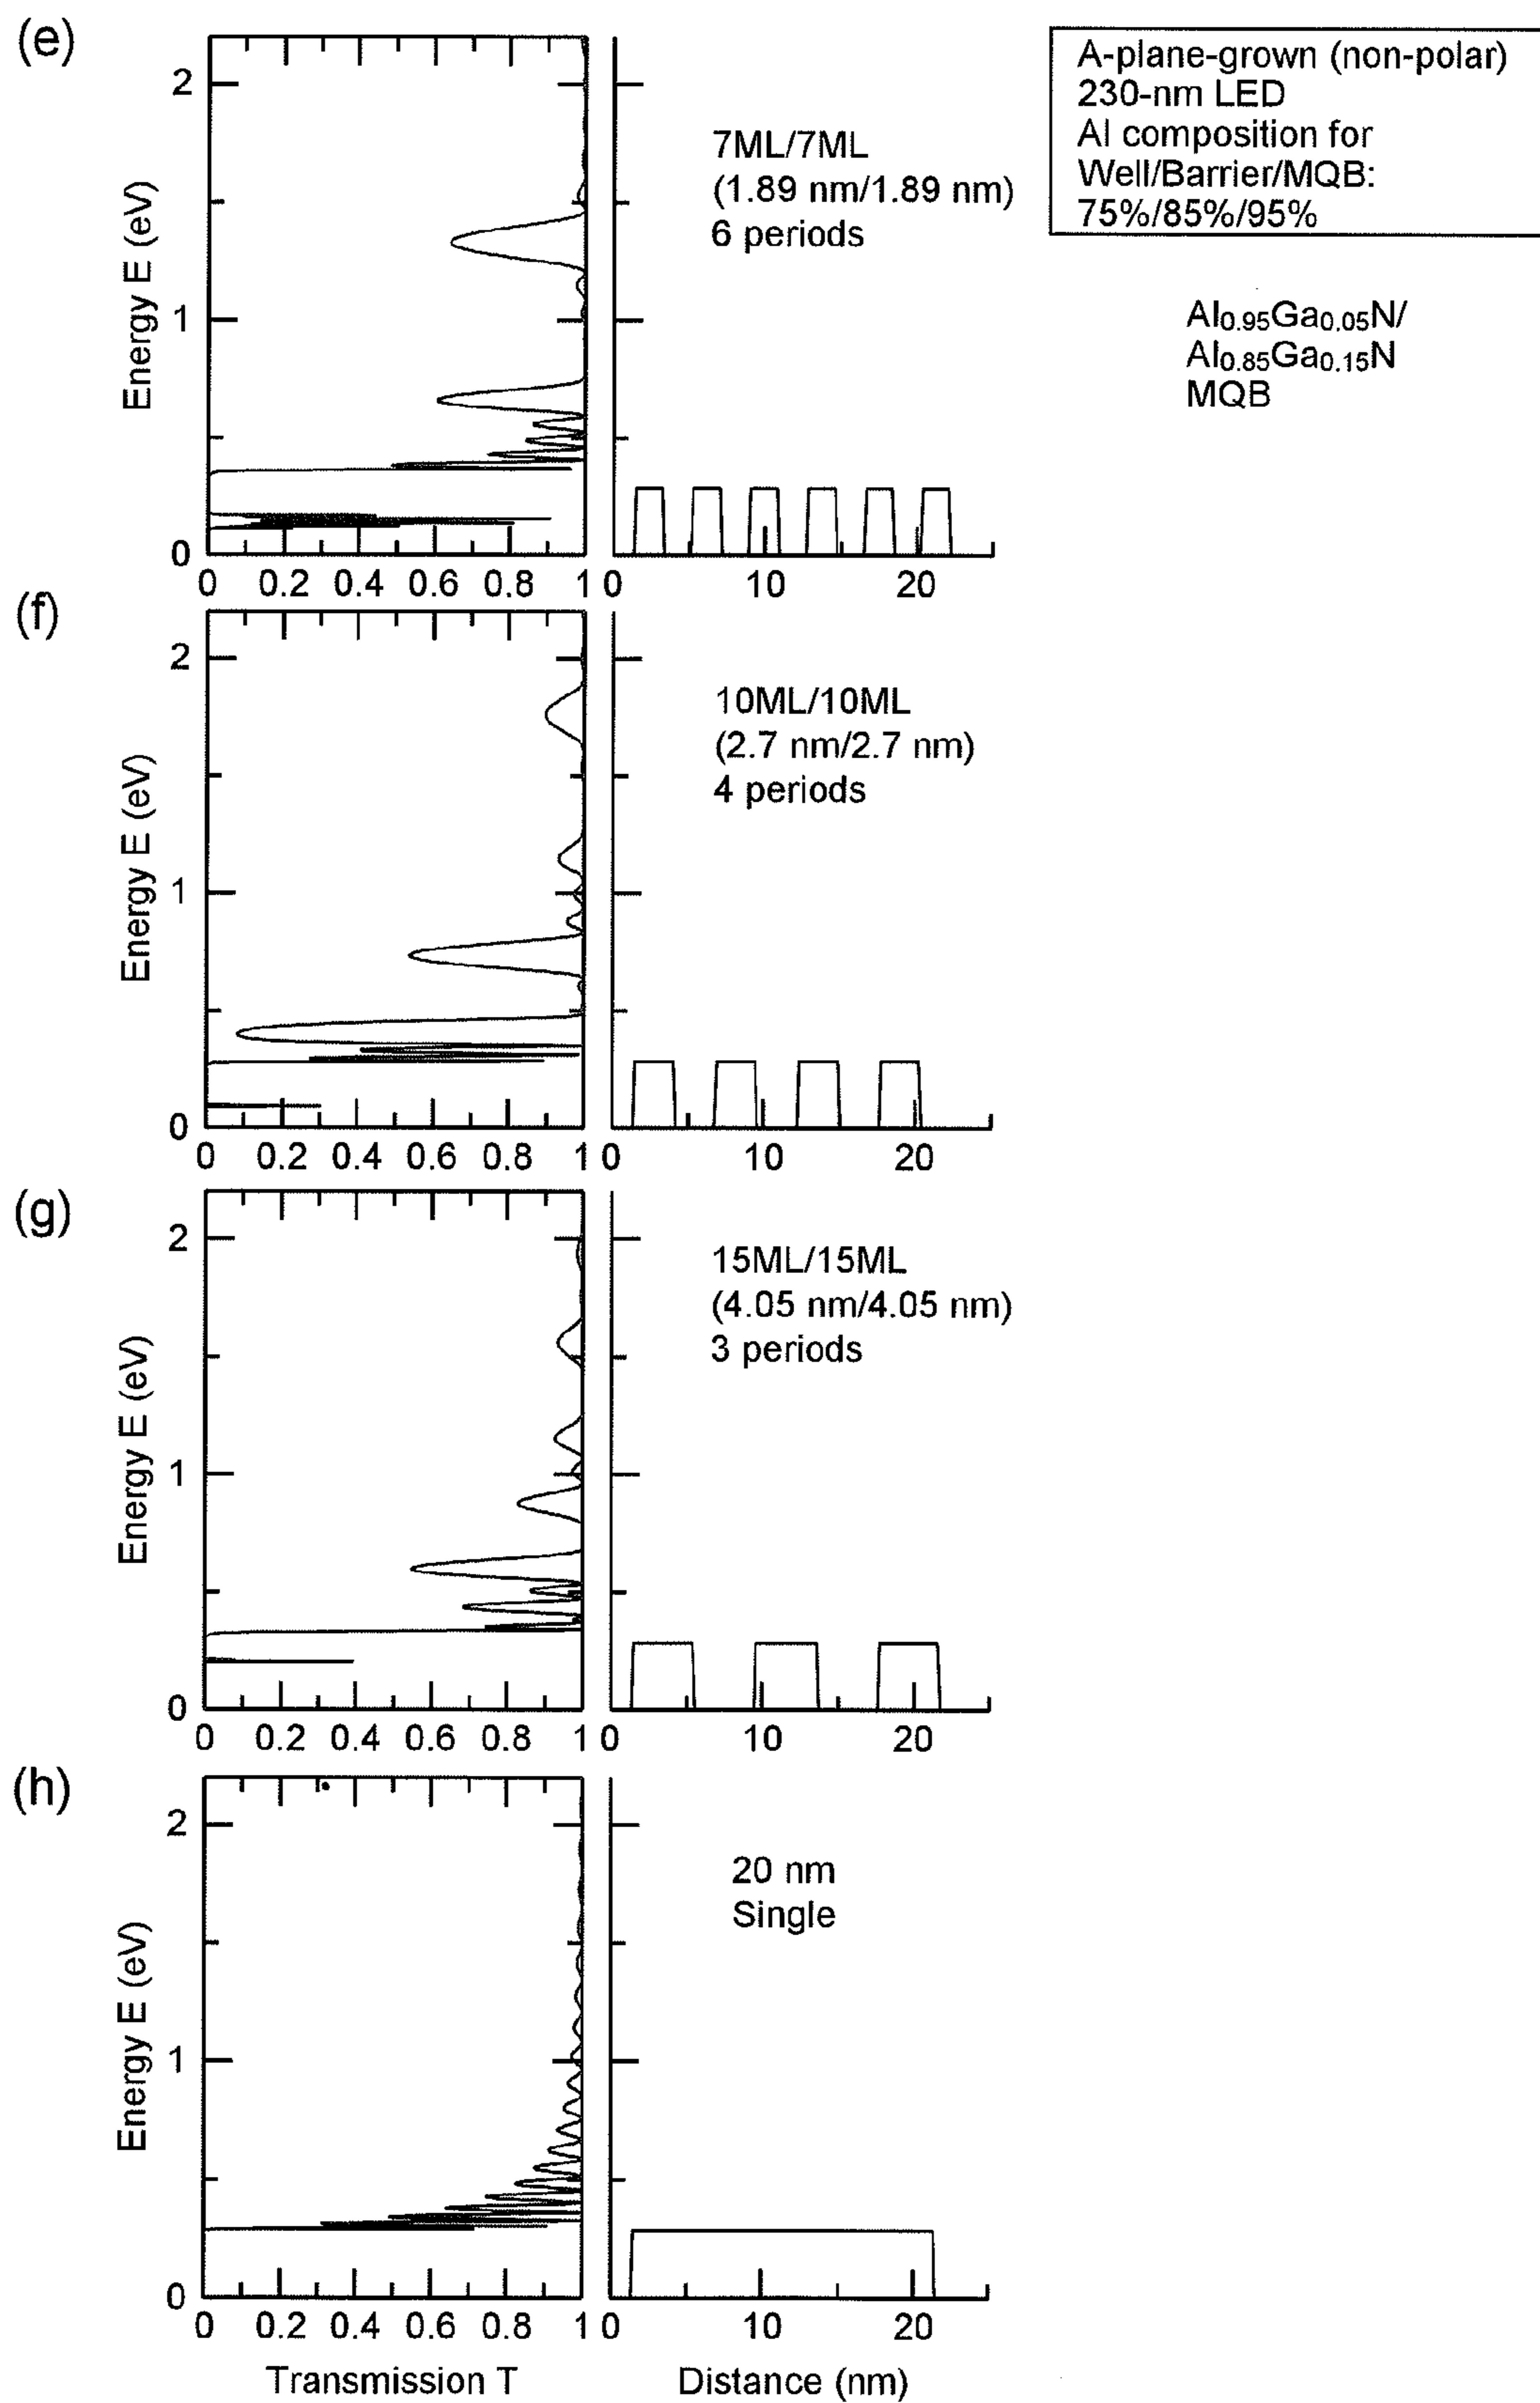 (e)
2
1
0
Energy E (eV)
0 0.2 0.4 0.6 0.8 1
0 10 20
7ML/7ML
(1.89 nm/1.89 nm)
6 periods
A-plane-grown (non-polar)
230-nm LED
Al composition for
Well/Barrier/MQB:
75%/85%/95%
Al0.95Ga0.05N/
Al0.85Ga0.15N
MQB
(f)
2
1
0
Energy E (eV)
0 0.2 0.4 0.6 0.8 1
0 10 20
10ML/10ML
(2.7 nm/2.7 nm)
4 periods
(g)
2
1
0
Energy E (eV)
0 0.2 0.4 0.6 0.8 1
0 10 20
15ML/15ML
(4.05 nm/4.05 nm)
3 periods
(h)
2
1
0
Energy E (eV)
0 0.2 0.4 0.6 0.8 1
0 10 20
20 nm
Single
Transmission T
Distance (nm)